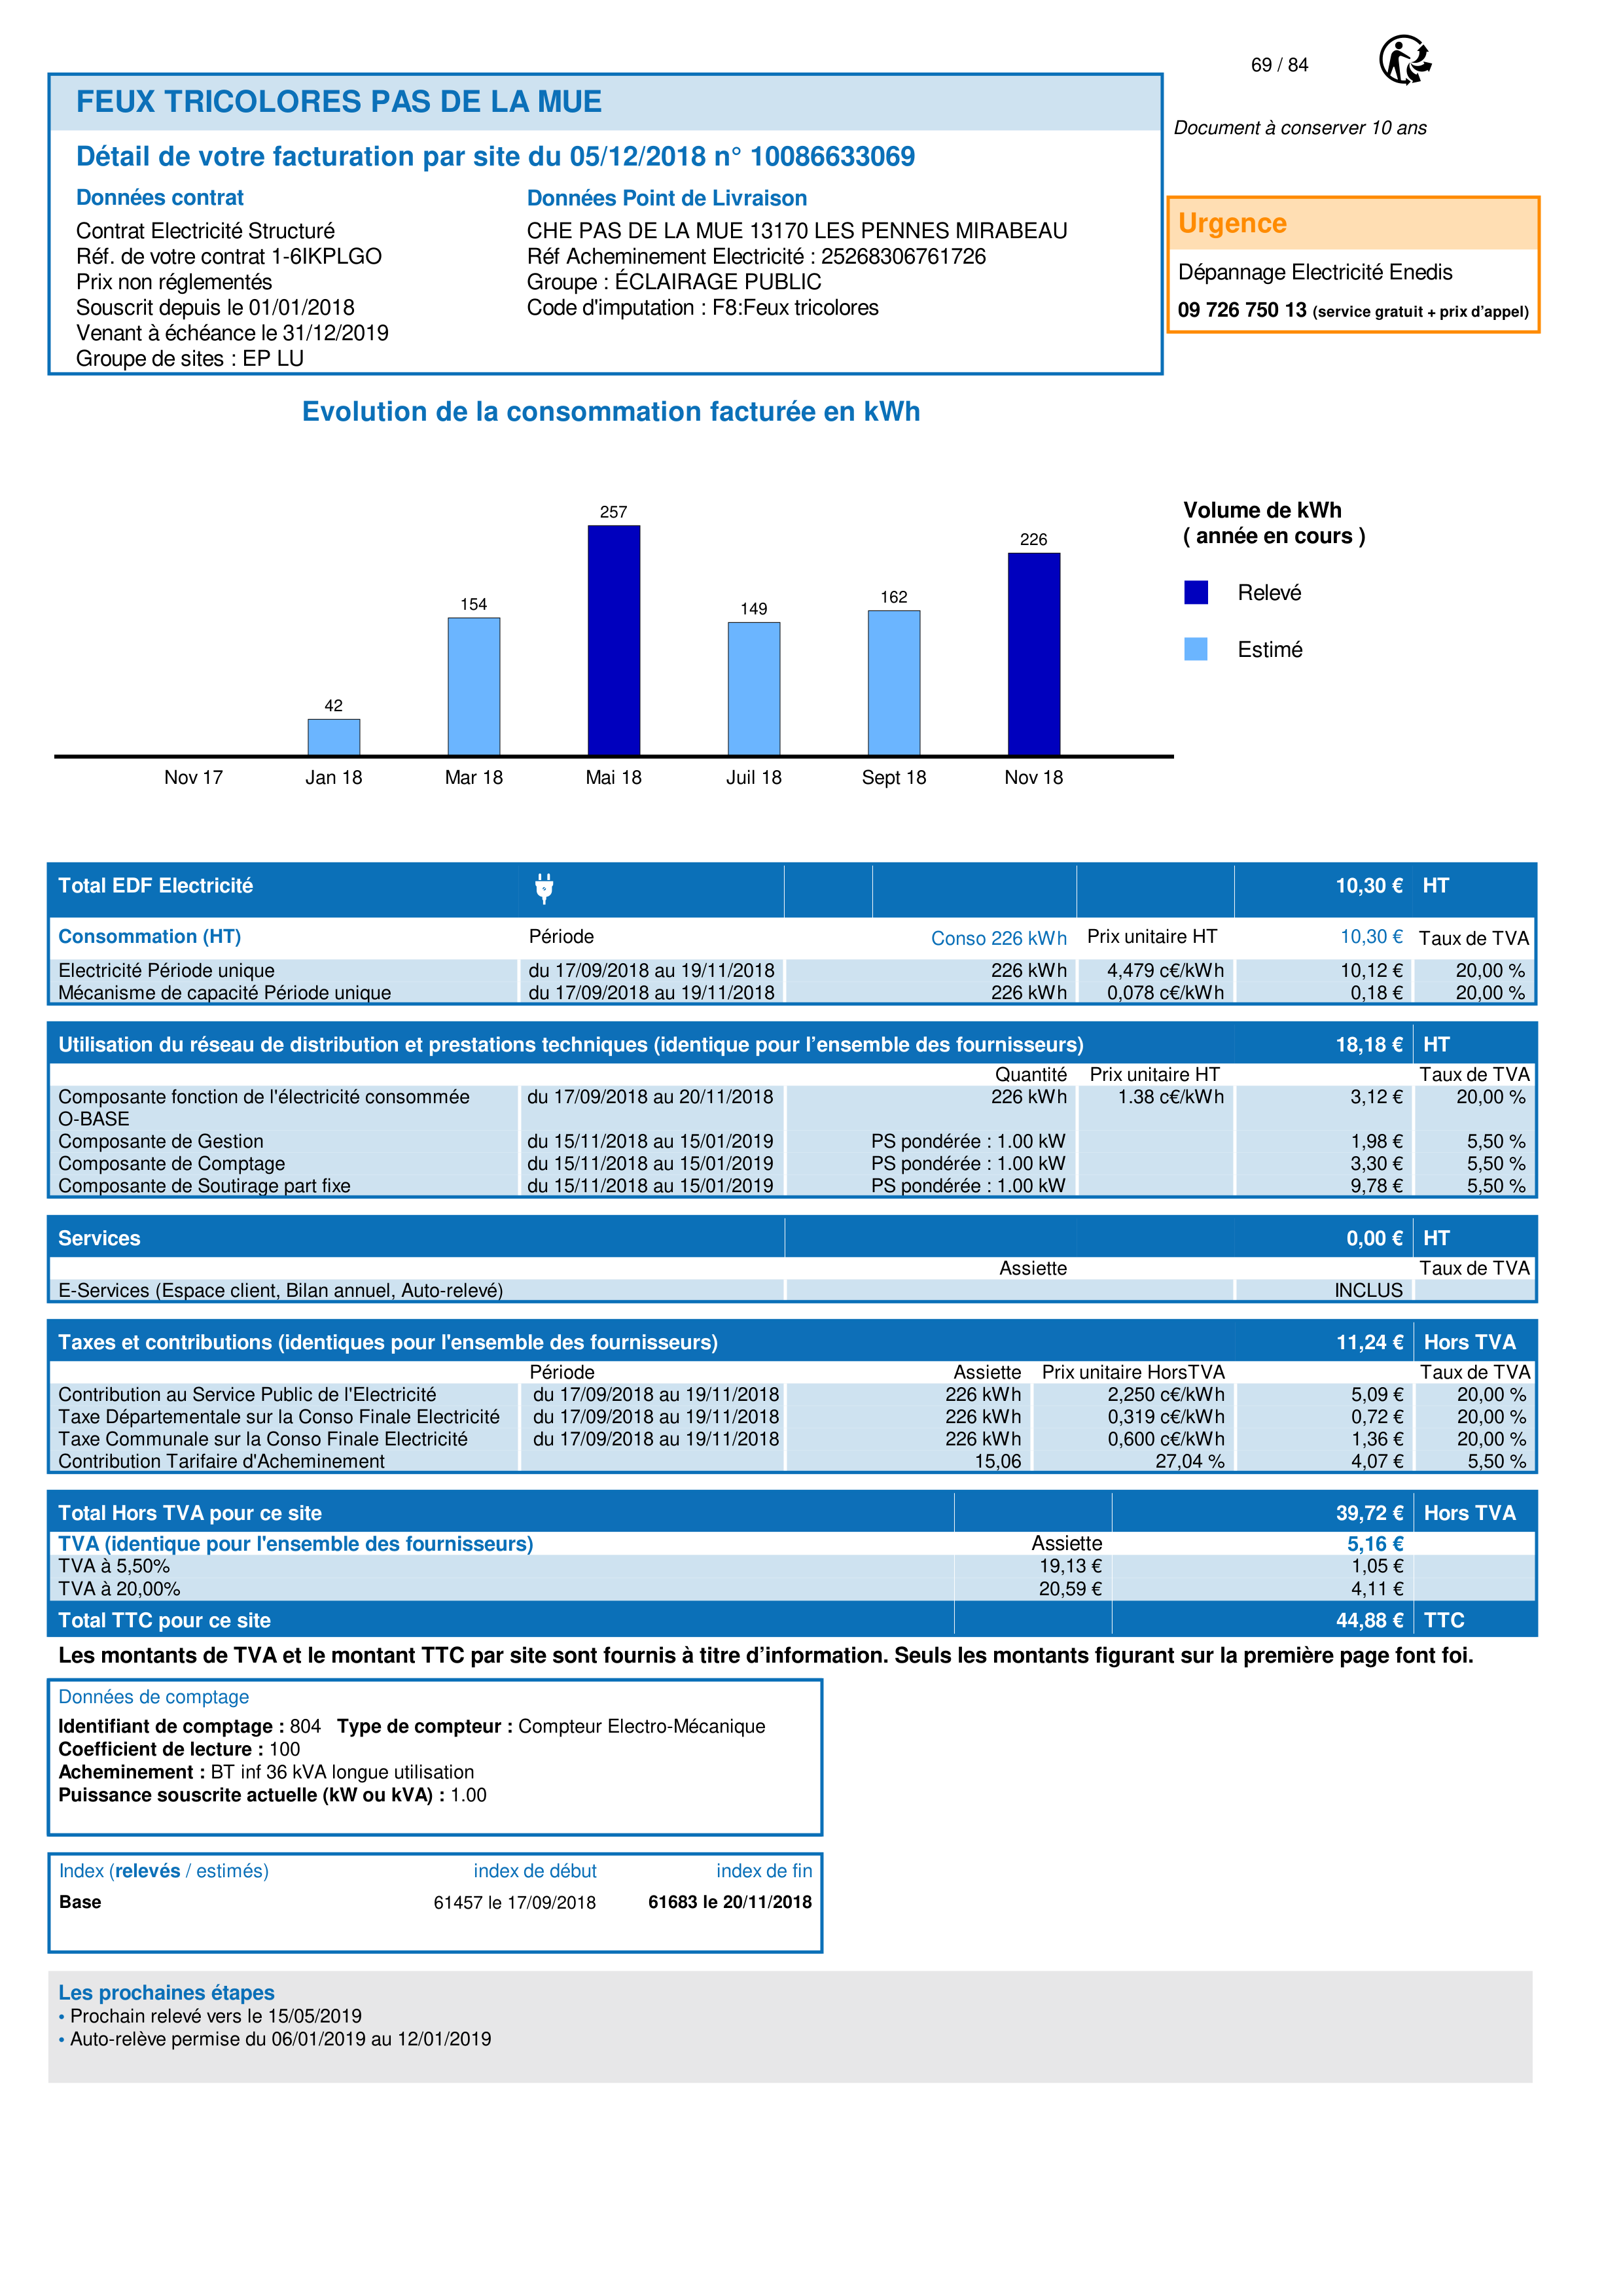 69 / 84
FEUX TRICOLORES PAS DE LA MUE
Document à conserver 10 ans
Détail de votre facturation par site du 05/12/2018 n° 10086633069
Données contrat
Contrat Electricité Structuré
Réf. de votre contrat 1-6IKPLGO
Prix non réglementés
Souscrit depuis le 01/01/2018
Venant à échéance le 31/12/2019
Groupe de sites : EP LU
Données Point de Livraison
CHE PAS DE LA MUE 13170 LES PENNES MIRABEAU
Réf Acheminement Electricité : 25268306761726
Groupe : ÉCLAIRAGE PUBLIC
Code d'imputation : F8:Feux tricolores
Urgence
Dépannage Electricité Enedis
09 726 750 13 (service gratuit + prix d’appel)
Evolution de la consommation facturée en kWh
42
154
257
149
162
226
Nov 17 Jan 18 Mar 18 Mai 18 Juil 18 Sept 18 Nov 18
Volume de kWh
( année en cours )
Relevé
Estimé
Total EDF Electricité 10,30 € HT
Consommation (HT) Période Conso 226 kWh Prix unitaire HT 10,30 € Taux de TVA
Electricité Période unique du 17/09/2018 au 19/11/2018 226 kWh 4,479 c€/kWh 10,12 € 20,00 %
Mécanisme de capacité Période unique du 17/09/2018 au 19/11/2018 226 kWh 0,078 c€/kWh 0,18 € 20,00 %
Utilisation du réseau de distribution et prestations techniques (identique pour l’ensemble des fournisseurs) 18,18 € HT
Quantité Prix unitaire HT Taux de TVA
Composante fonction de l'électricité consommée du 17/09/2018 au 20/11/2018 226 kWh 1.38 c€/kWh 3,12 € 20,00 %
O-BASE
Composante de Gestion du 15/11/2018 au 15/01/2019 PS pondérée : 1.00 kW 1,98 € 5,50 %
Composante de Comptage du 15/11/2018 au 15/01/2019 PS pondérée : 1.00 kW 3,30 € 5,50 %
Composante de Soutirage part fixe du 15/11/2018 au 15/01/2019 PS pondérée : 1.00 kW 9,78 € 5,50 %
Services 0,00 € HT
Assiette Taux de TVA
E-Services (Espace client, Bilan annuel, Auto-relevé) INCLUS
Taxes et contributions (identiques pour l'ensemble des fournisseurs) 11,24 € Hors TVA
Période Assiette Prix unitaire HorsTVA Taux de TVA
Contribution au Service Public de l'Electricité du 17/09/2018 au 19/11/2018 226 kWh 2,250 c€/kWh 5,09 € 20,00 %
Taxe Départementale sur la Conso Finale Electricité du 17/09/2018 au 19/11/2018 226 kWh 0,319 c€/kWh 0,72 € 20,00 %
Taxe Communale sur la Conso Finale Electricité du 17/09/2018 au 19/11/2018 226 kWh 0,600 c€/kWh 1,36 € 20,00 %
Contribution Tarifaire d'Acheminement 15,06 27,04 % 4,07 € 5,50 %
Total Hors TVA pour ce site 39,72 € Hors TVA
TVA (identique pour l'ensemble des fournisseurs) Assiette 5,16 €
TVA à 5,50% 19,13 € 1,05 €
TVA à 20,00% 20,59 € 4,11 €
Total TTC pour ce site 44,88 € TTC
Les montants de TVA et le montant TTC par site sont fournis à titre d’information. Seuls les montants figurant sur la première page font foi.
Données de comptage
Identifiant de comptage : 804 Type de compteur : Compteur Electro-Mécanique
Coefficient de lecture : 100
Acheminement : BT inf 36 kVA longue utilisation
Puissance souscrite actuelle (kW ou kVA) : 1.00
Index (relevés / estimés) index de début index de fin
Base 61457 le 17/09/2018 61683 le 20/11/2018
Les prochaines étapes
• Prochain relevé vers le 15/05/2019
• Auto-relève permise du 06/01/2019 au 12/01/2019